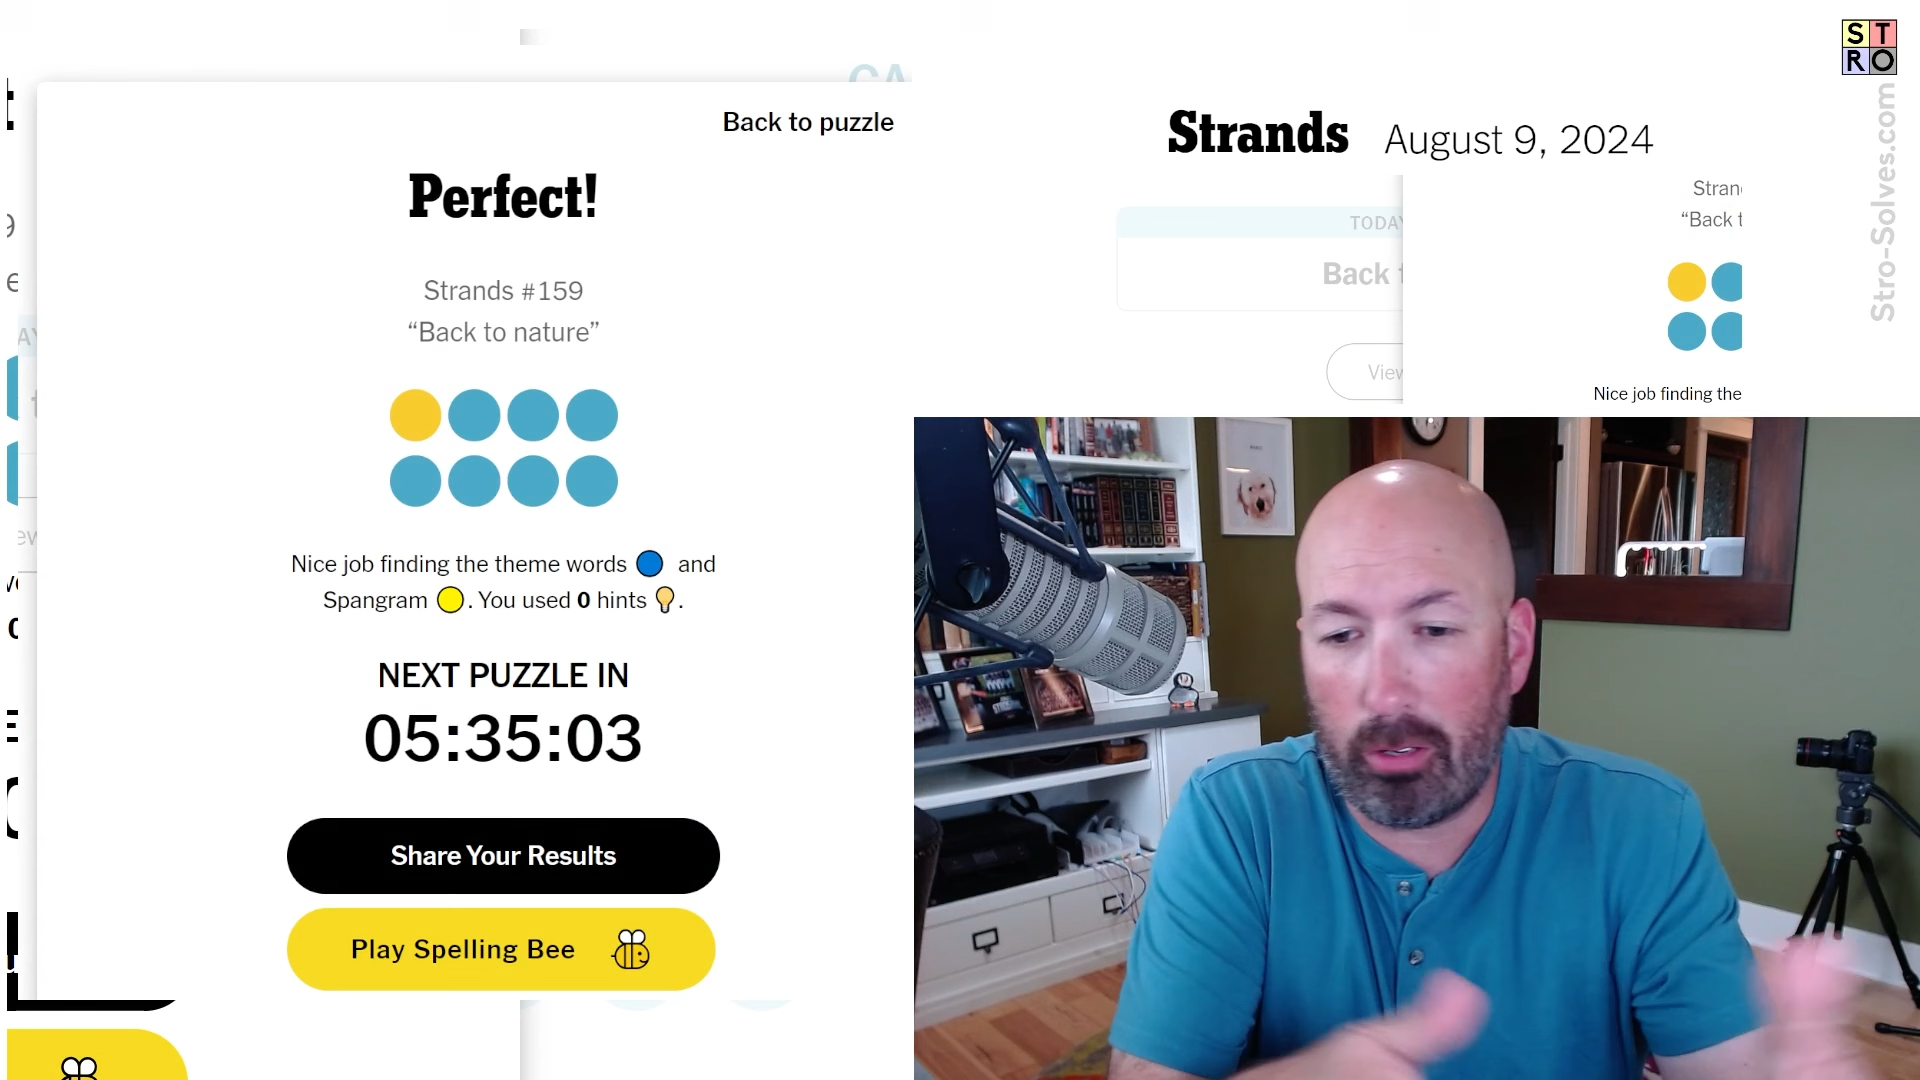 Back to puzzle
Perfect!
Strands #159
“Back to nature”
Nice job finding the theme words and
Spangram . You used 0 hints .
NEXT PUZZLE IN
05:35:03
Share Your Results
Play Spelling Bee
Strands August 9, 2024
TODAY
Back t
View
Stran
“Back t
Nice job finding the
S T
R O
Stro-Solves.com
CA